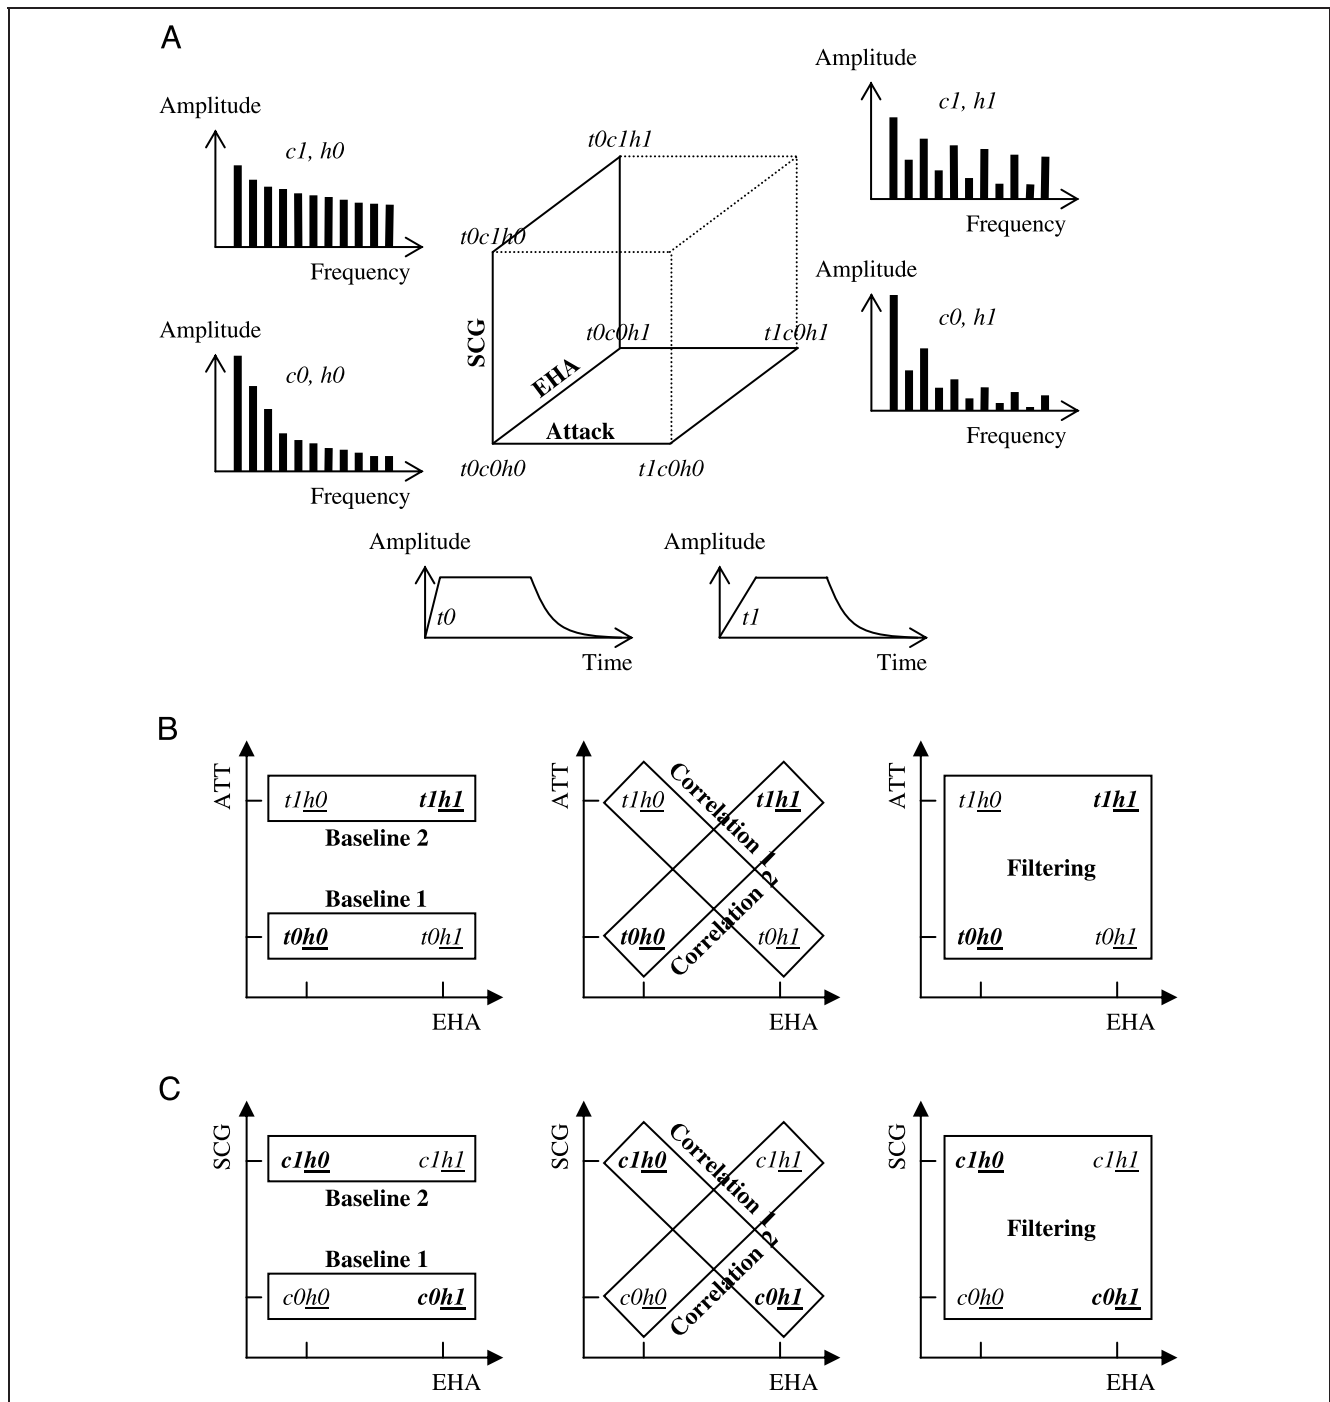 A
Amplitude
c1, h0
Frequency
Amplitude
c0, h0
Frequency
t0c1h1
t0c1h0
t0c0h1
t1c0h1
SCG
EHA
Attack
t0c0h0
t1c0h0
Amplitude
c1, h1
Frequency
Amplitude
c0, h1
Frequency
Amplitude
t0
Time
Amplitude
t1
Time
B
ATT
t1h0 t1h1
Baseline 2
Baseline 1
t0h0 t0h1
EHA
ATT
t1h0 t1h1
Correlation 1
Correlation 2
t0h0 t0h1
EHA
ATT
t1h0 t1h1
Filtering
t0h0 t0h1
EHA
C
SCG
c1h0 c1h1
Baseline 2
Baseline 1
c0h0 c0h1
EHA
SCG
c1h0 c1h1
Correlation 1
Correlation 2
c0h0 c0h1
EHA
SCG
c1h0 c1h1
Filtering
c0h0 c0h1
EHA